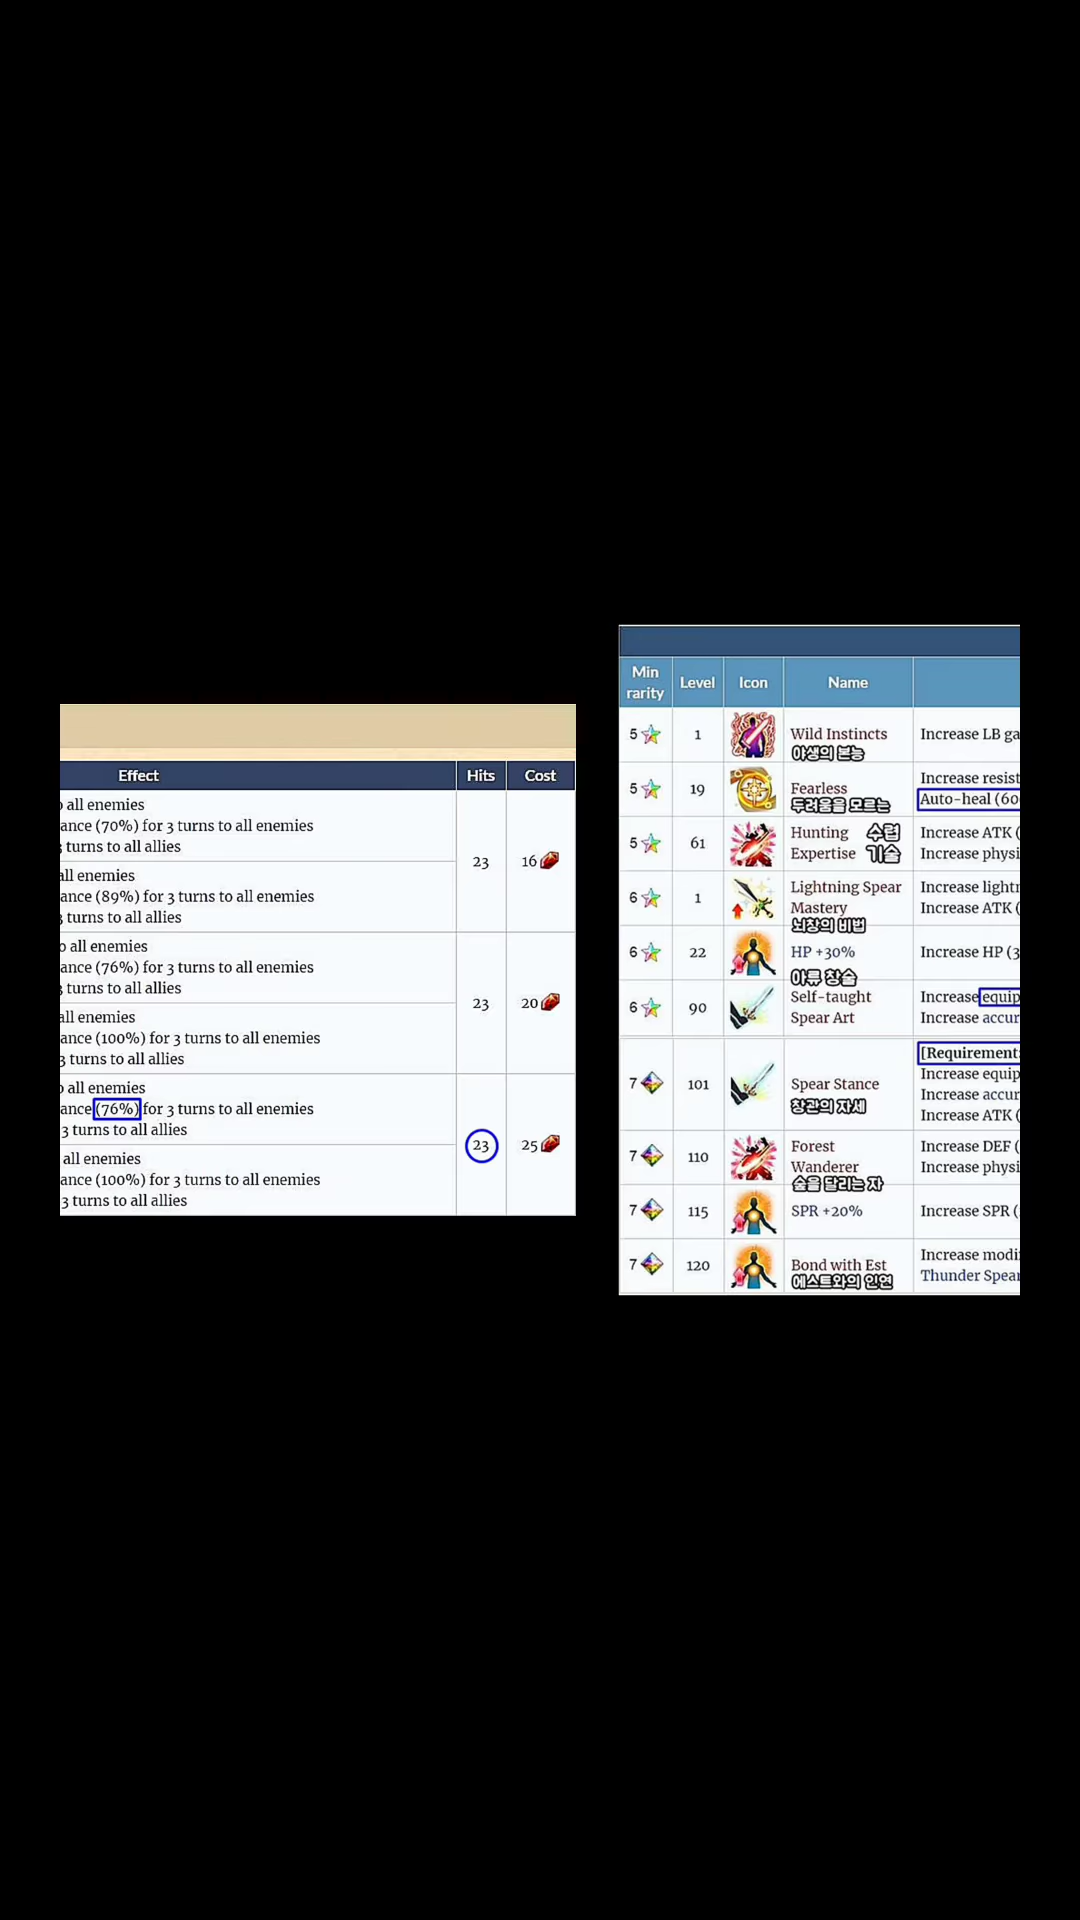 Effect Hits Cost
all enemies
ance (70%) for 3 turns to all enemies
3 turns to all allies
23 16
all enemies
ance (89%) for 3 turns to all enemies
3 turns to all allies
o all enemies
ance (76%) for 3 turns to all enemies
3 turns to all allies
23 20
all enemies
ance (100%) for 3 turns to all enemies
3 turns to all allies
o all enemies
ance (76%) for 3 turns to all enemies
3 turns to all allies
23 25
all enemies
ance (100%) for 3 turns to all enemies
3 turns to all allies
Min rarity Level Icon Name
5 1 Wild Instincts Increase LB ga
야생의 본능
5 19 Fearless Increase resist
두려움을 모르는 Auto-heal (60
5 61 Hunting 수렵 Increase ATK (
Expertise 기술 Increase physi
6 1 Lightning Spear Increase lightn
Mastery Increase ATK (
뇌창의 비법
6 22 HP +30% Increase HP (3
야류 창술
6 90 Self-taught Increase equip
Spear Art Increase accur
[Requirement:
7 101 Spear Stance Increase equip
창관의 자세 Increase accur
Increase ATK (
7 110 Forest Increase DEF (
Wanderer Increase physi
숲을 달리는 자
7 115 SPR +20% Increase SPR (
7 120 Bond with Est Increase modi
에스트와의 인연 Thunder Spear